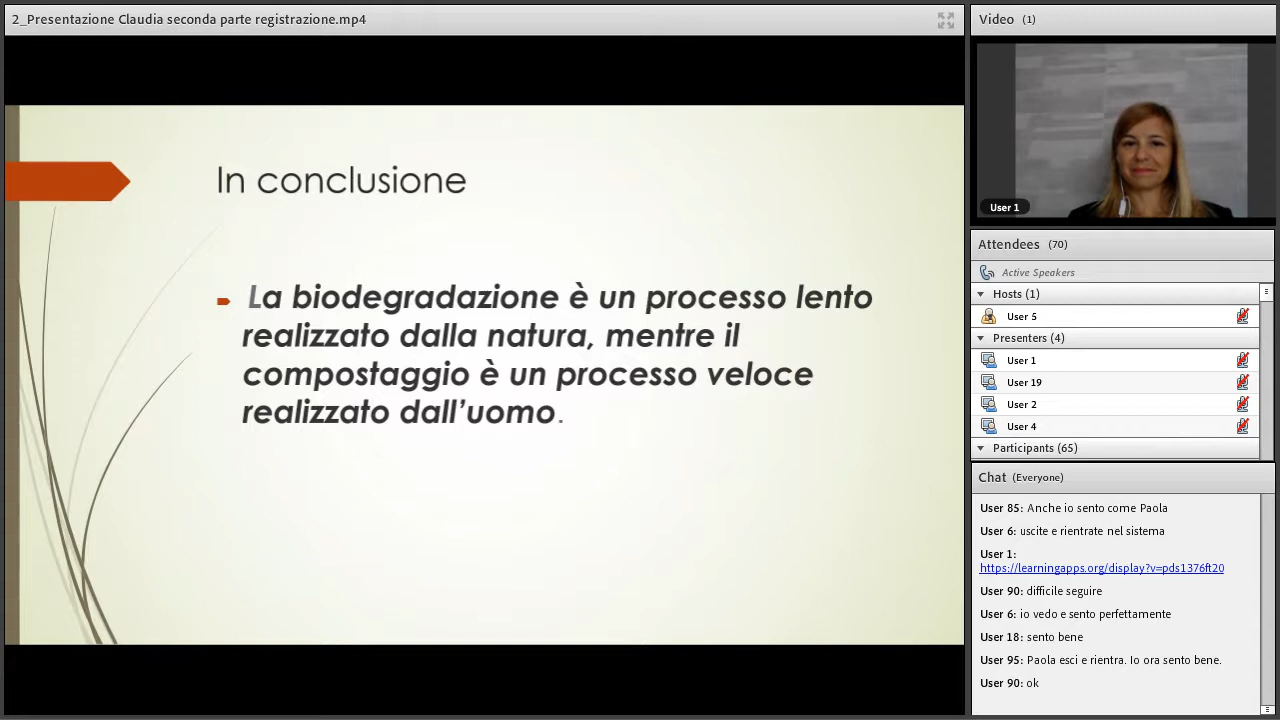 2_Presentazione Claudia seconda parte registrazione.mp4
In conclusione
La biodegradazione è un processo lento
realizzato dalla natura, mentre il
compostaggio è un processo veloce
realizzato dall’uomo.
Video (1)
User 1
Attendees (70)
Active Speakers
Hosts (1)
User 5
Presenters (4)
User 1
User 19
User 2
User 4
Participants (65)
Chat (Everyone)
User 85: Anche io sento come Paola
User 6: uscite e rientrate nel sistema
User 1:
https://learningapps.org/display?v=pds1376ft20
User 90: difficile seguire
User 6: io vedo e sento perfettamente
User 18: sento bene
User 95: Paola esci e rientra. Io ora sento bene.
User 90: ok